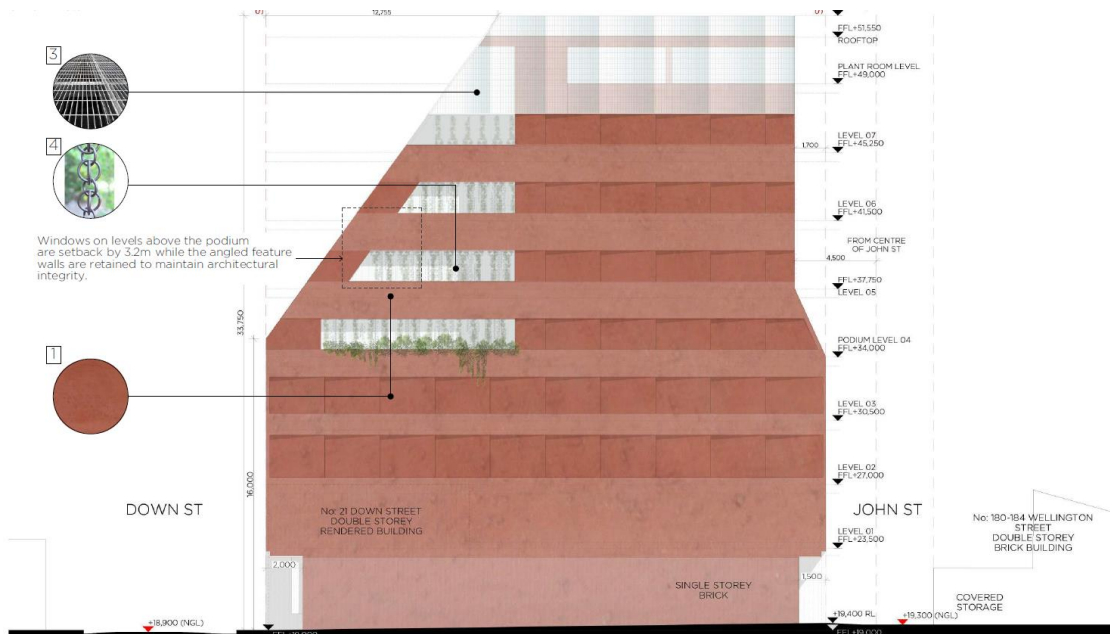 12,755
FFL+51,550
ROOFTOP
3
PLANT ROOM LEVEL
FFL+49,000
4
LEVEL 07
FFL+45,250
1,700
LEVEL 06
FFL+41,500
Windows on levels above the podium
are setback by 3.2m while the angled feature
walls are retained to maintain architectural
integrity.
FROM CENTRE
OF JOHN ST
4,500
FFL+37,750
LEVEL 05
33,750
PODIUM LEVEL 04
FFL+34,000
1
LEVEL 03
FFL+30,500
LEVEL 02
FFL+27,000
16,000
DOWN ST
No: 21 DOWN STREET
DOUBLE STOREY
RENDERED BUILDING
JOHN ST
No: 180-184 WELLINGTON
STREET
DOUBLE STOREY
BRICK BUILDING
LEVEL 01
FFL+23,500
2,000
1,500
SINGLE STOREY
BRICK
COVERED
STORAGE
+18,900 (NGL)
+19,400 RL
+19,300 (NGL)
FFL+19,000